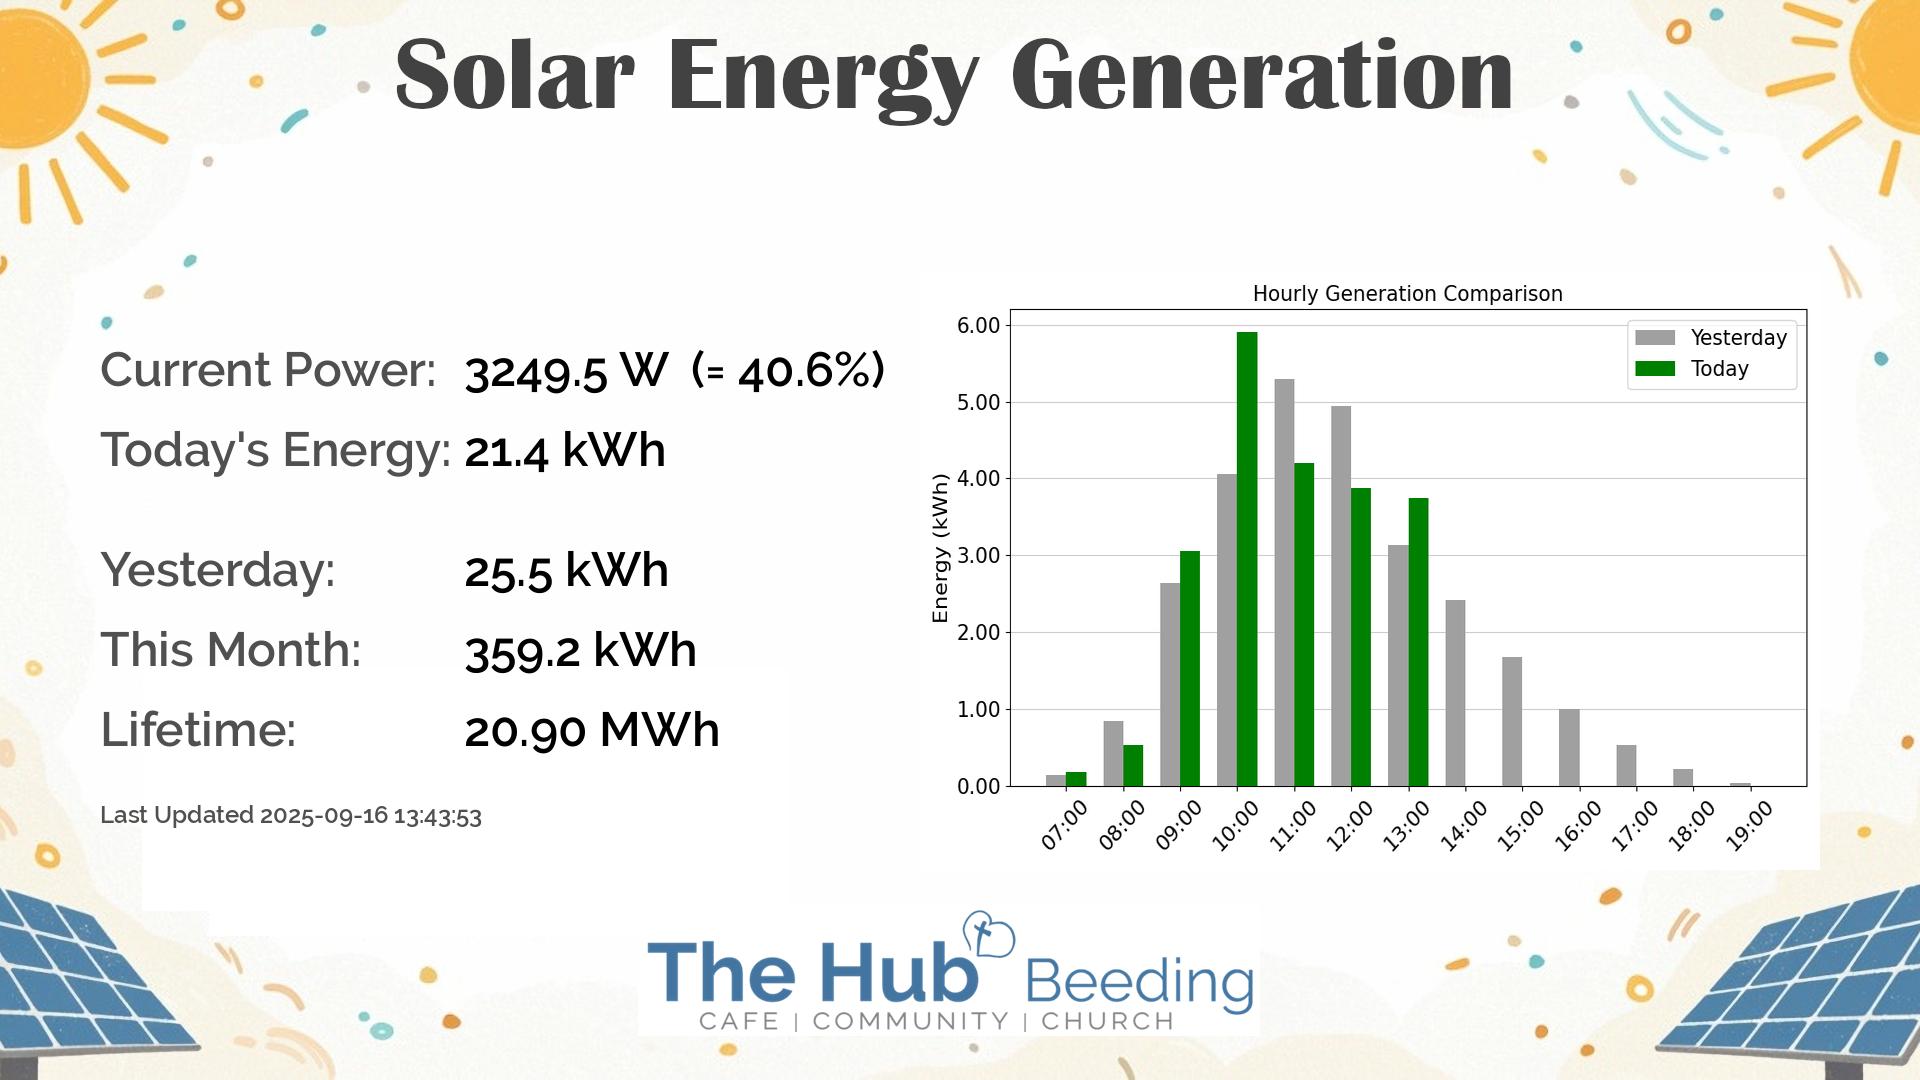 Solar Energy Generation
Current Power: 3249.5 W (= 40.6%)
Today's Energy: 21.4 kWh
Yesterday: 25.5 kWh
This Month: 359.2 kWh
Lifetime: 20.90 MWh
Last Updated 2025-09-16 13:43:53
Hourly Generation Comparison
Yesterday
Today
Energy (kWh)
6.00
5.00
4.00
3.00
2.00
1.00
0.00
07:00 08:00 09:00 10:00 11:00 12:00 13:00 14:00 15:00 16:00 17:00 18:00 19:00
The Hub Beeding
CAFE | COMMUNITY | CHURCH